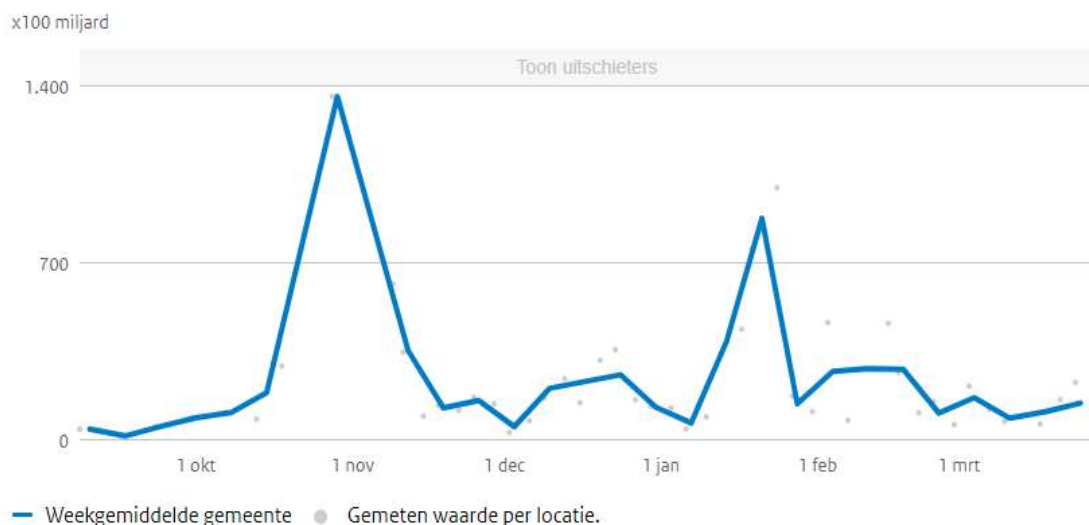 x100 miljard
Toon uitschieters
1.400
700
0
1 okt 1 nov 1 dec 1 jan 1 feb 1 mrt
Weekgemiddelde gemeente Gemeten waarde per locatie.